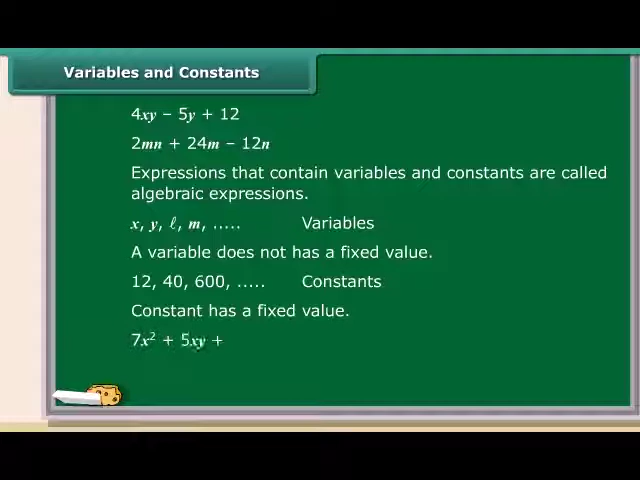 Variables and Constants
4xy – 5y + 12
2mn + 24m – 12n
Expressions that contain variables and constants are called
algebraic expressions.
x, y, ℓ, m, ..... Variables
A variable does not has a fixed value.
12, 40, 600, ..... Constants
Constant has a fixed value.
7x² + 5xy +